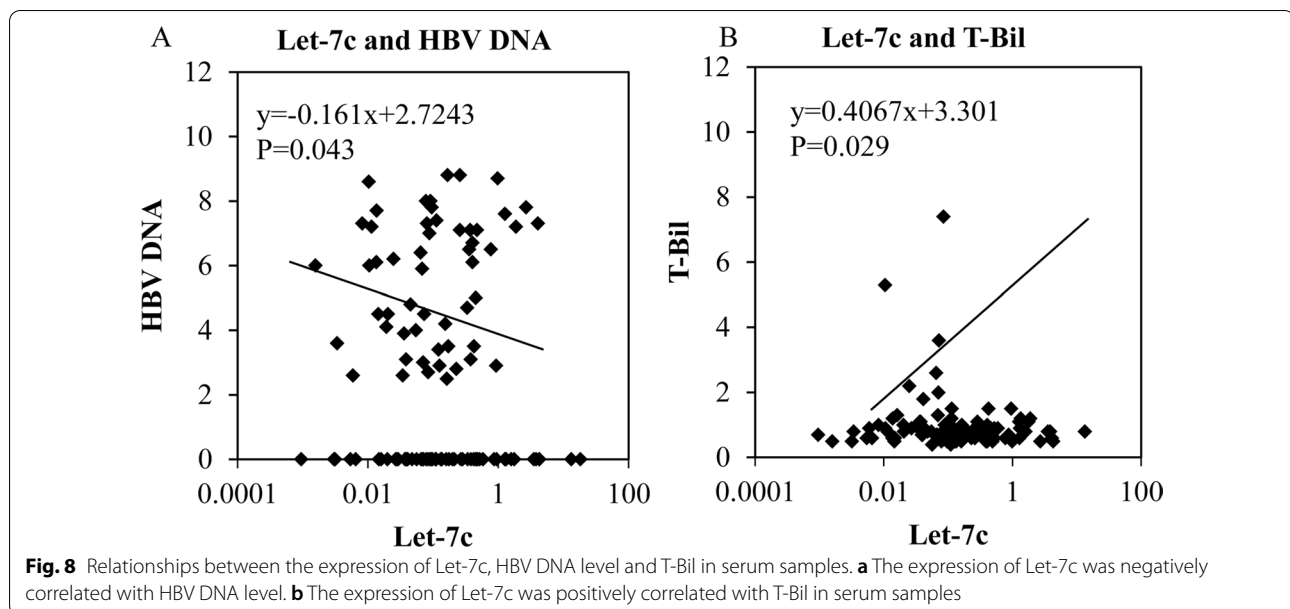 A
Let-7c and HBV DNA
12
10
8
6
4
2
0
y=-0.161x+2.7243
P=0.043
HBV DNA
0.0001
0.01
1
100
Let-7c
B
Let-7c and T-Bil
12
10
8
6
4
2
0
y=0.4067x+3.301
P=0.029
T-Bil
0.0001
0.01
1
100
Let-7c
Fig. 8 Relationships between the expression of Let-7c, HBV DNA level and T-Bil in serum samples. a The expression of Let-7c was negatively
correlated with HBV DNA level. b The expression of Let-7c was positively correlated with T-Bil in serum samples